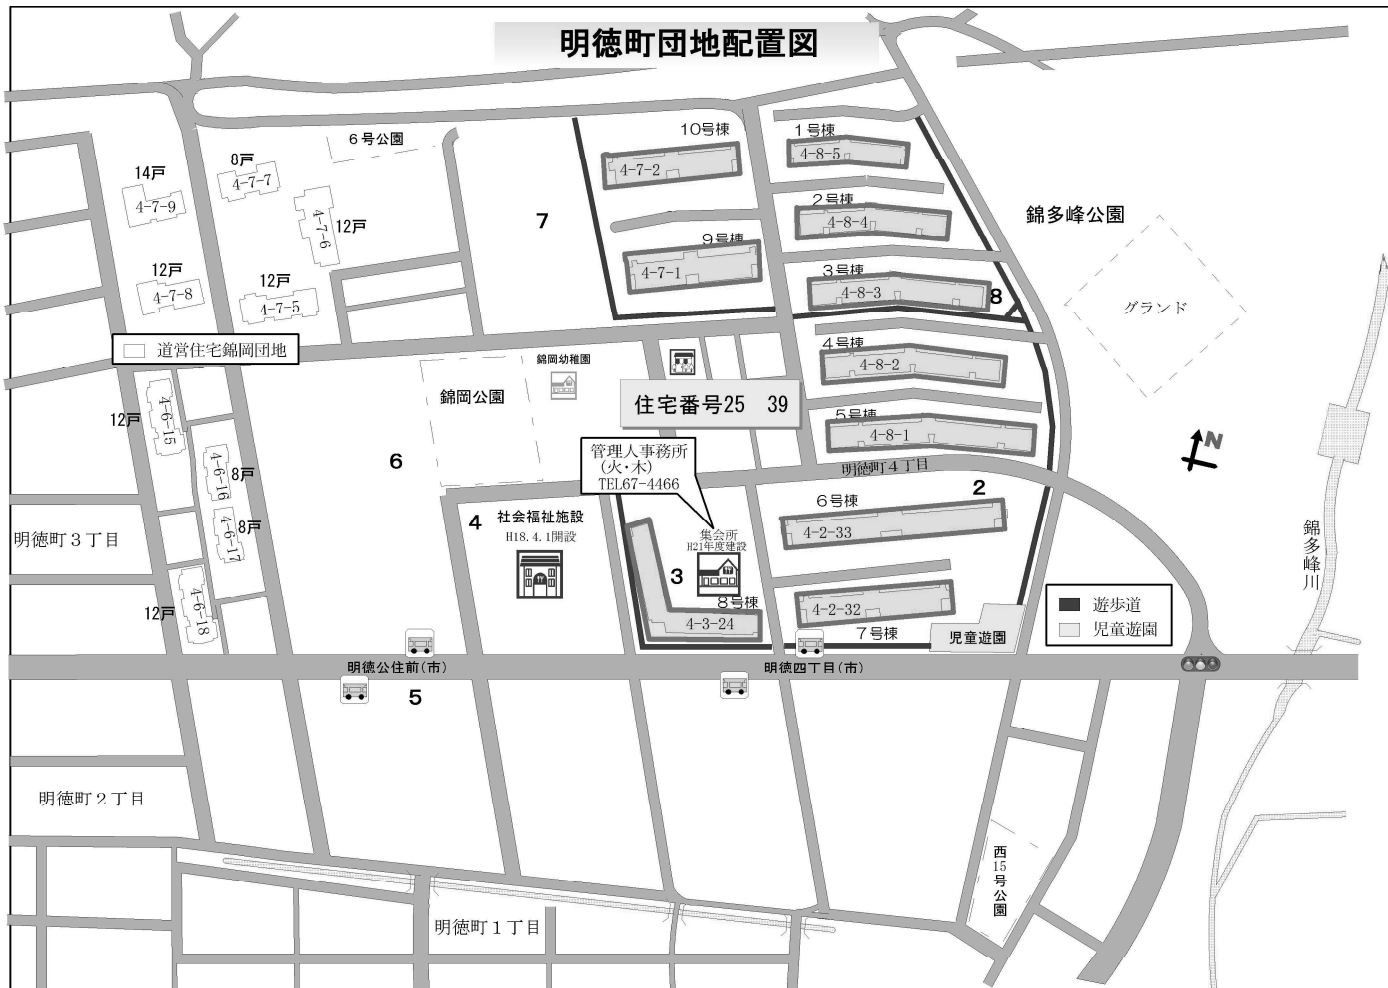 明徳町団地配置図
6号公園
10号棟
4-7-2
1号棟
4-8-5
14戸
4-7-9
8戸
4-7-7
4-7-6
12戸
2号棟
4-8-4
錦多峰公園
7
9号棟
4-7-1
12戸
4-7-8
12戸
4-7-5
3号棟
4-8-3
8
グランド
道営住宅錦岡団地
錦岡幼稚園
錦岡公園
4号棟
4-8-2
住宅番号25 39
12戸
4-6-15
5号棟
4-8-1
管理人事務所
(火・木)
TEL67-4466
N
6
4-6-16
8戸
明徳町4丁目
2
4
社会福祉施設
H18.4.1開設
6号棟
4-2-33
明徳町3丁目
4-6-17
8戸
集会所
H21年度建設
3
錦多峰川
12戸
4-6-18
8号棟
4-3-24
4-2-32
7号棟
児童遊園
遊歩道
児童遊園
明徳公住前(市)
明徳四丁目(市)
5
明徳町2丁目
西15号公園
明徳町1丁目